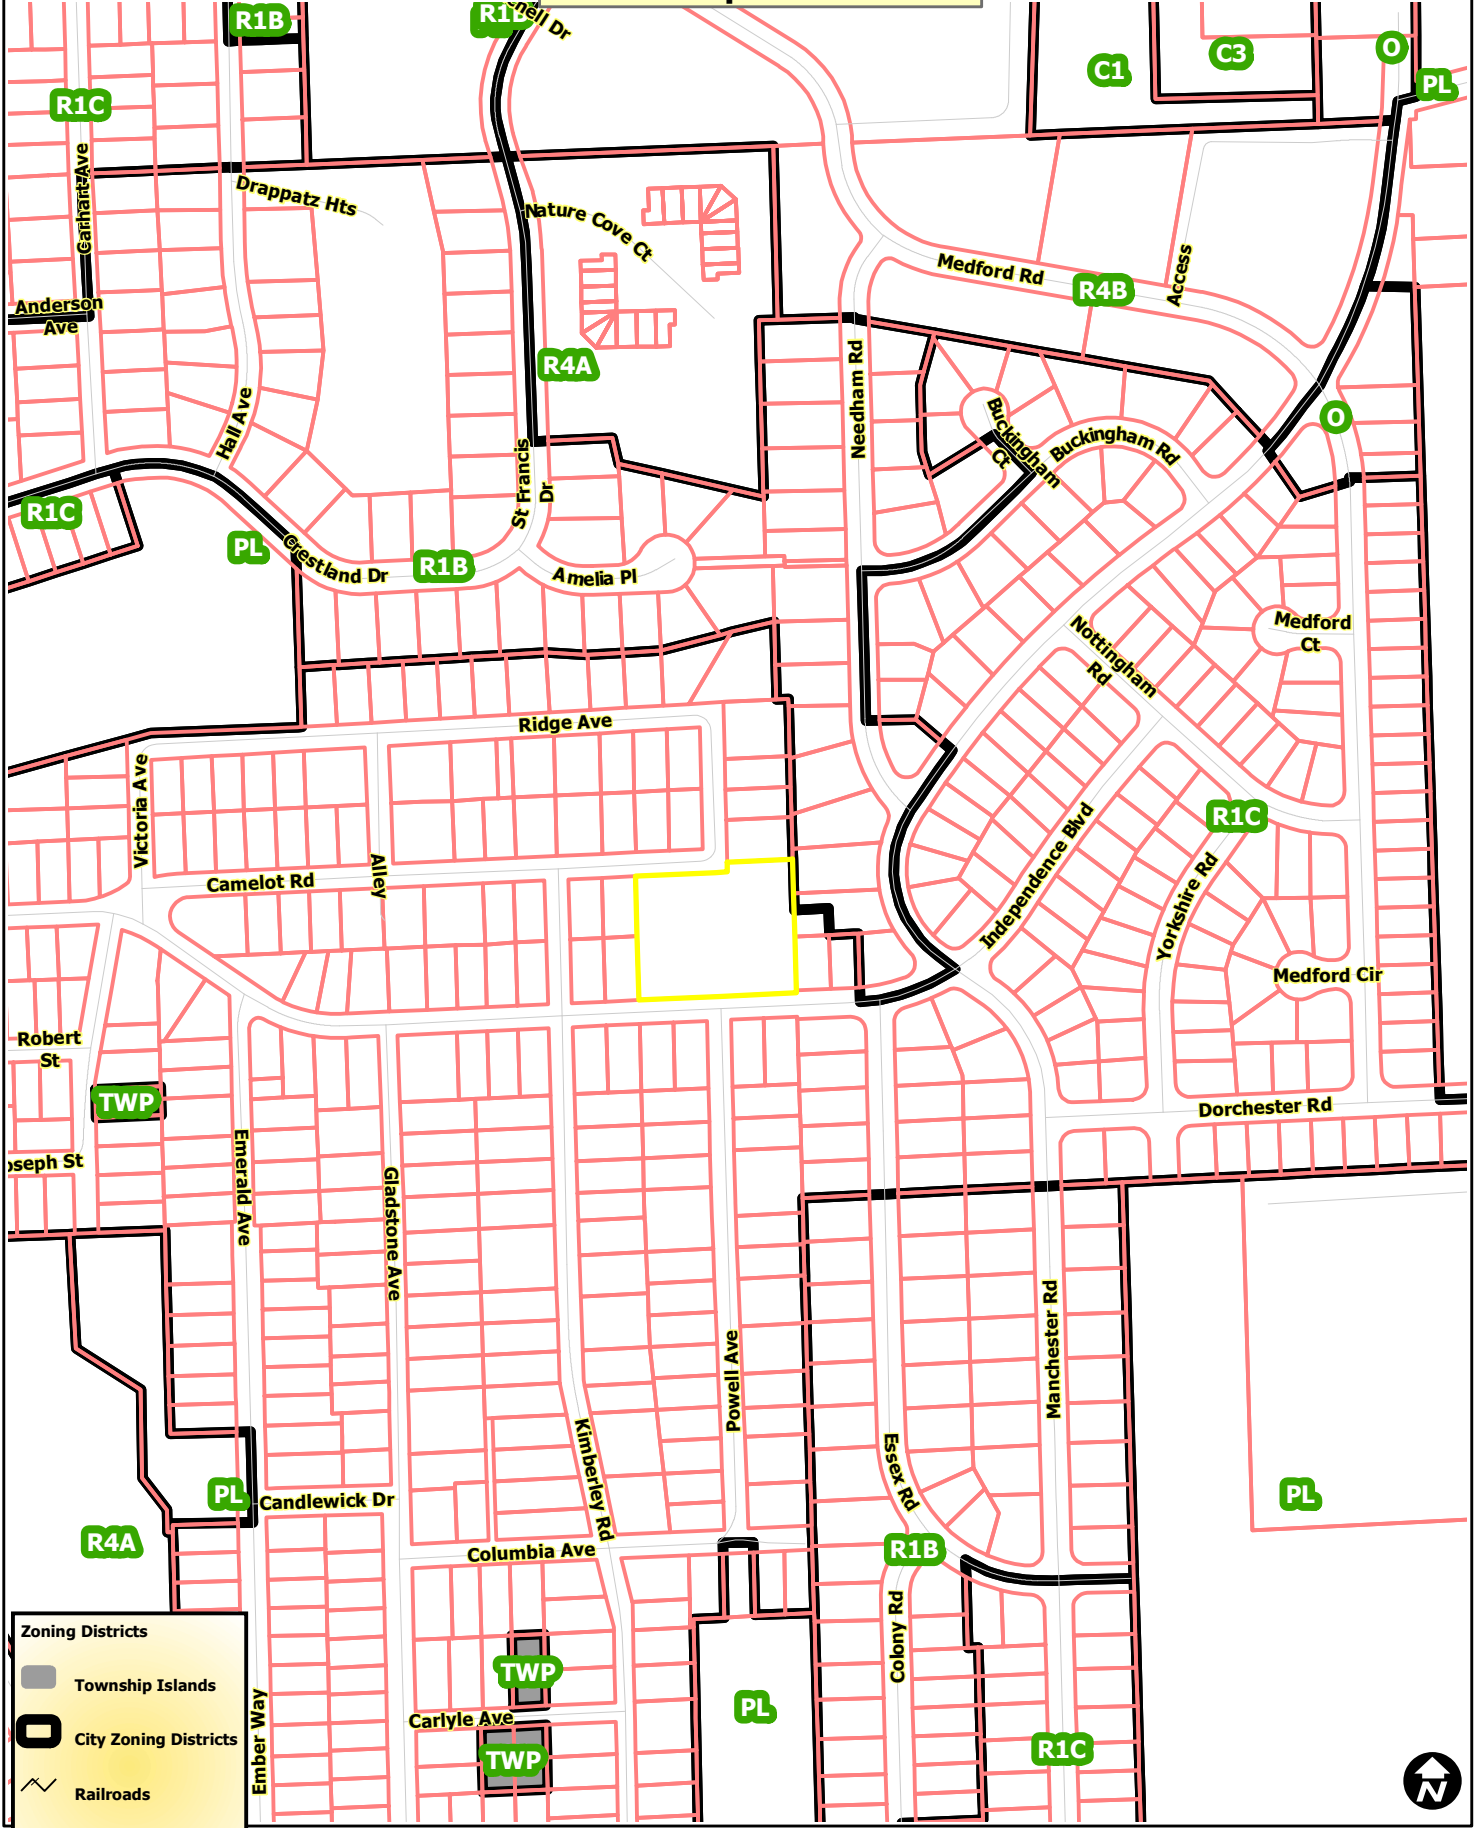 R1B
R1B
C1
C3
O
PL
R1C
Carhart Ave
Drappatz Hts
Nature Cove Ct
Medford Rd
R4B
Access
Anderson
Ave
R4A
Needham Rd
Hall Ave
Buckingham
Ct
Buckingham Rd
O
St Francis
Dr
R1C
PL
Crestland Dr
R1B
Amelia Pl
Medford
Ct
Nottingham
Rd
Ridge Ave
Victoria Ave
Alley
Camelot Rd
Independence Blvd
R1C
Yorkshire Rd
Medford Cir
Robert
St
TWP
Dorchester Rd
Emerald Ave
Gladstone Ave
Powell Ave
Manchester Rd
Kimberley Rd
Essex Rd
PL
Candlewick Dr
PL
R4A
Columbia Ave
R1B
Colony Rd
TWP
Carlyle Ave
TWP
PL
R1C
Ember Way
Zoning Districts
Township Islands
City Zoning Districts
Railroads
N